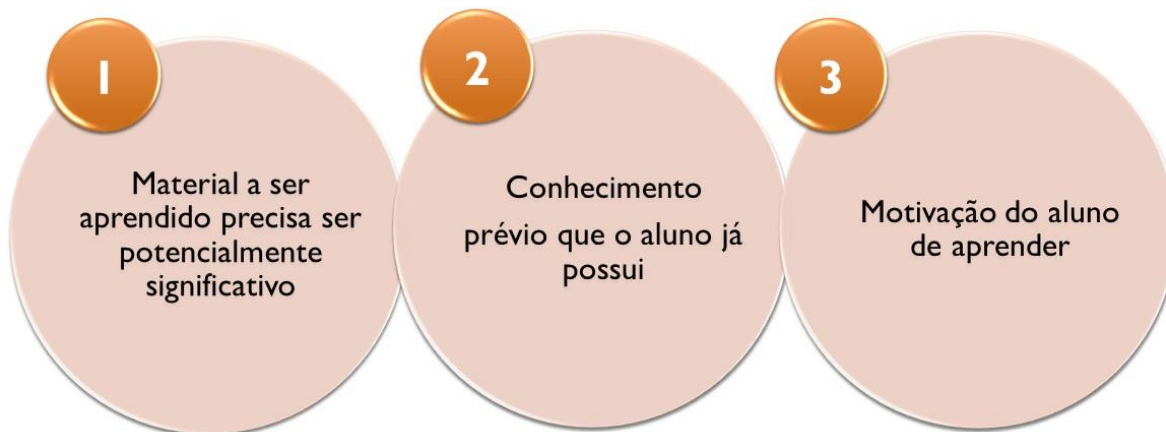 1
Material a ser
aprendido precisa ser
potencialmente
significativo
2
Conhecimento
prévio que o aluno já
possui
3
Motivação do aluno
de aprender